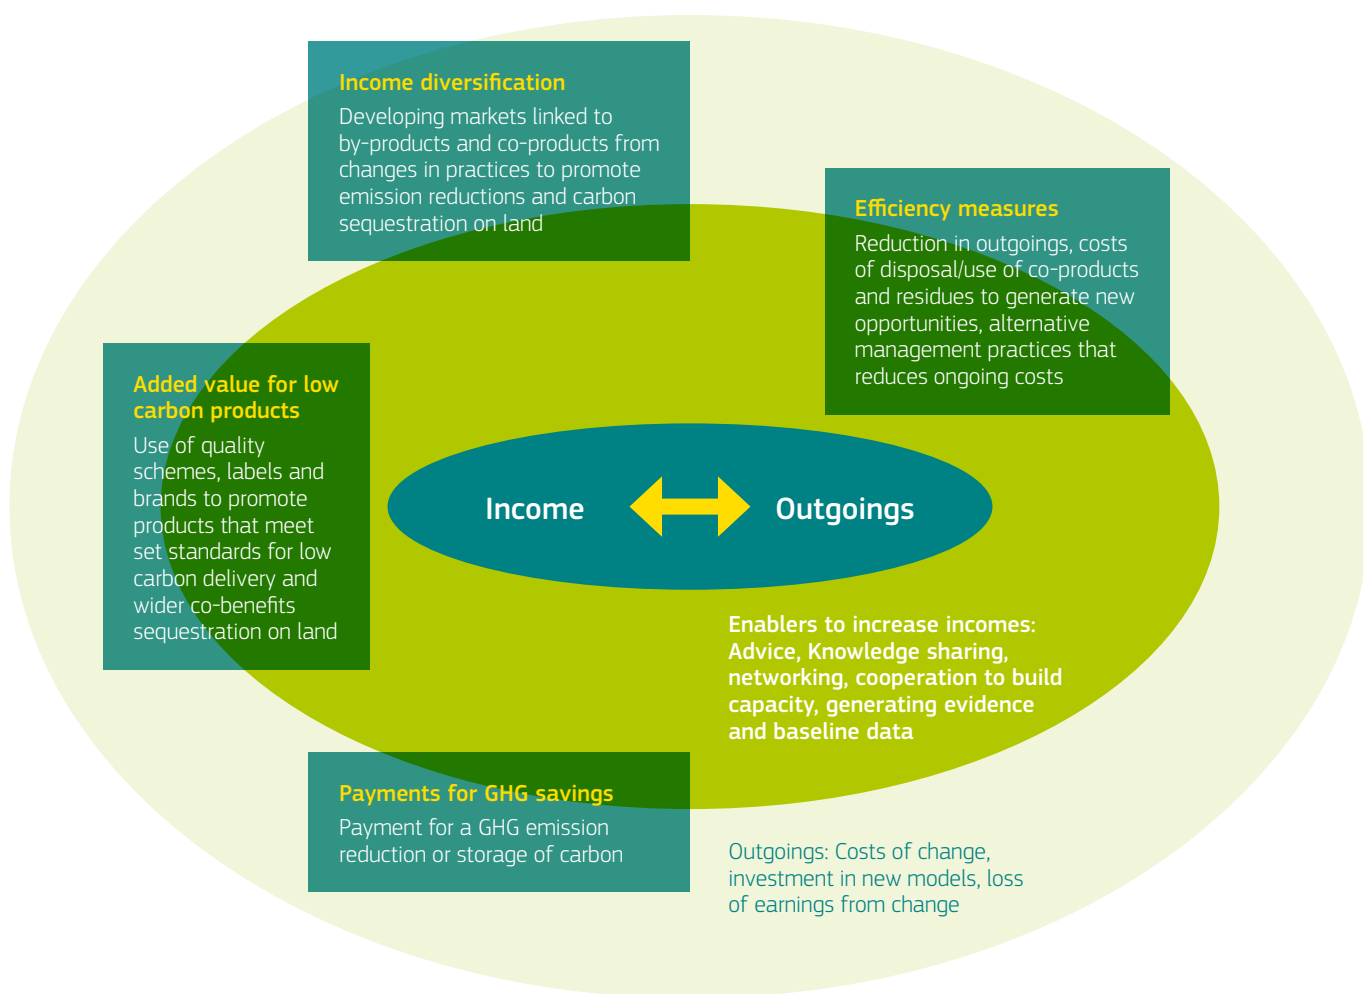 Income diversification
Developing markets linked to
by-products and co-products from
changes in practices to promote
emission reductions and carbon
sequestration on land
Efficiency measures
Reduction in outgoings, costs
of disposal/use of co-products
and residues to generate new
opportunities, alternative
management practices that
reduces ongoing costs
Added value for low
carbon products
Use of quality
schemes, labels and
brands to promote
products that meet
set standards for low
carbon delivery and
wider co-benefits
sequestration on land
Income
Outgoings
Enablers to increase incomes:
Advice, Knowledge sharing,
networking, cooperation to build
capacity, generating evidence
and baseline data
Payments for GHG savings
Payment for a GHG emission
reduction or storage of carbon
Outgoings: Costs of change,
investment in new models, loss
of earnings from change